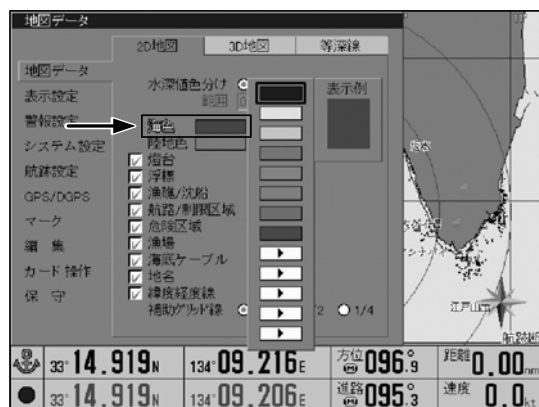 地図データ
2D地図
3D地図
等深線
地図データ
表示設定
警報設定
システム設定
航跡設定
GPS/DGPS
マーク
編 集
カード操作
保 守
水深値色分け
範囲
海色
陸地色
灯台
浮標
漁礁/沈船
航路/制限区域
危険区域
漁場
海底ケーブル
地名
緯度経度線
補助グリッド線
1/4
表示例
33°14.919N
134°09.216E
方位 096°.9
距離 0.00nm
33°14.919N
134°09.206E
進路 095°.3
速度 0.0kt